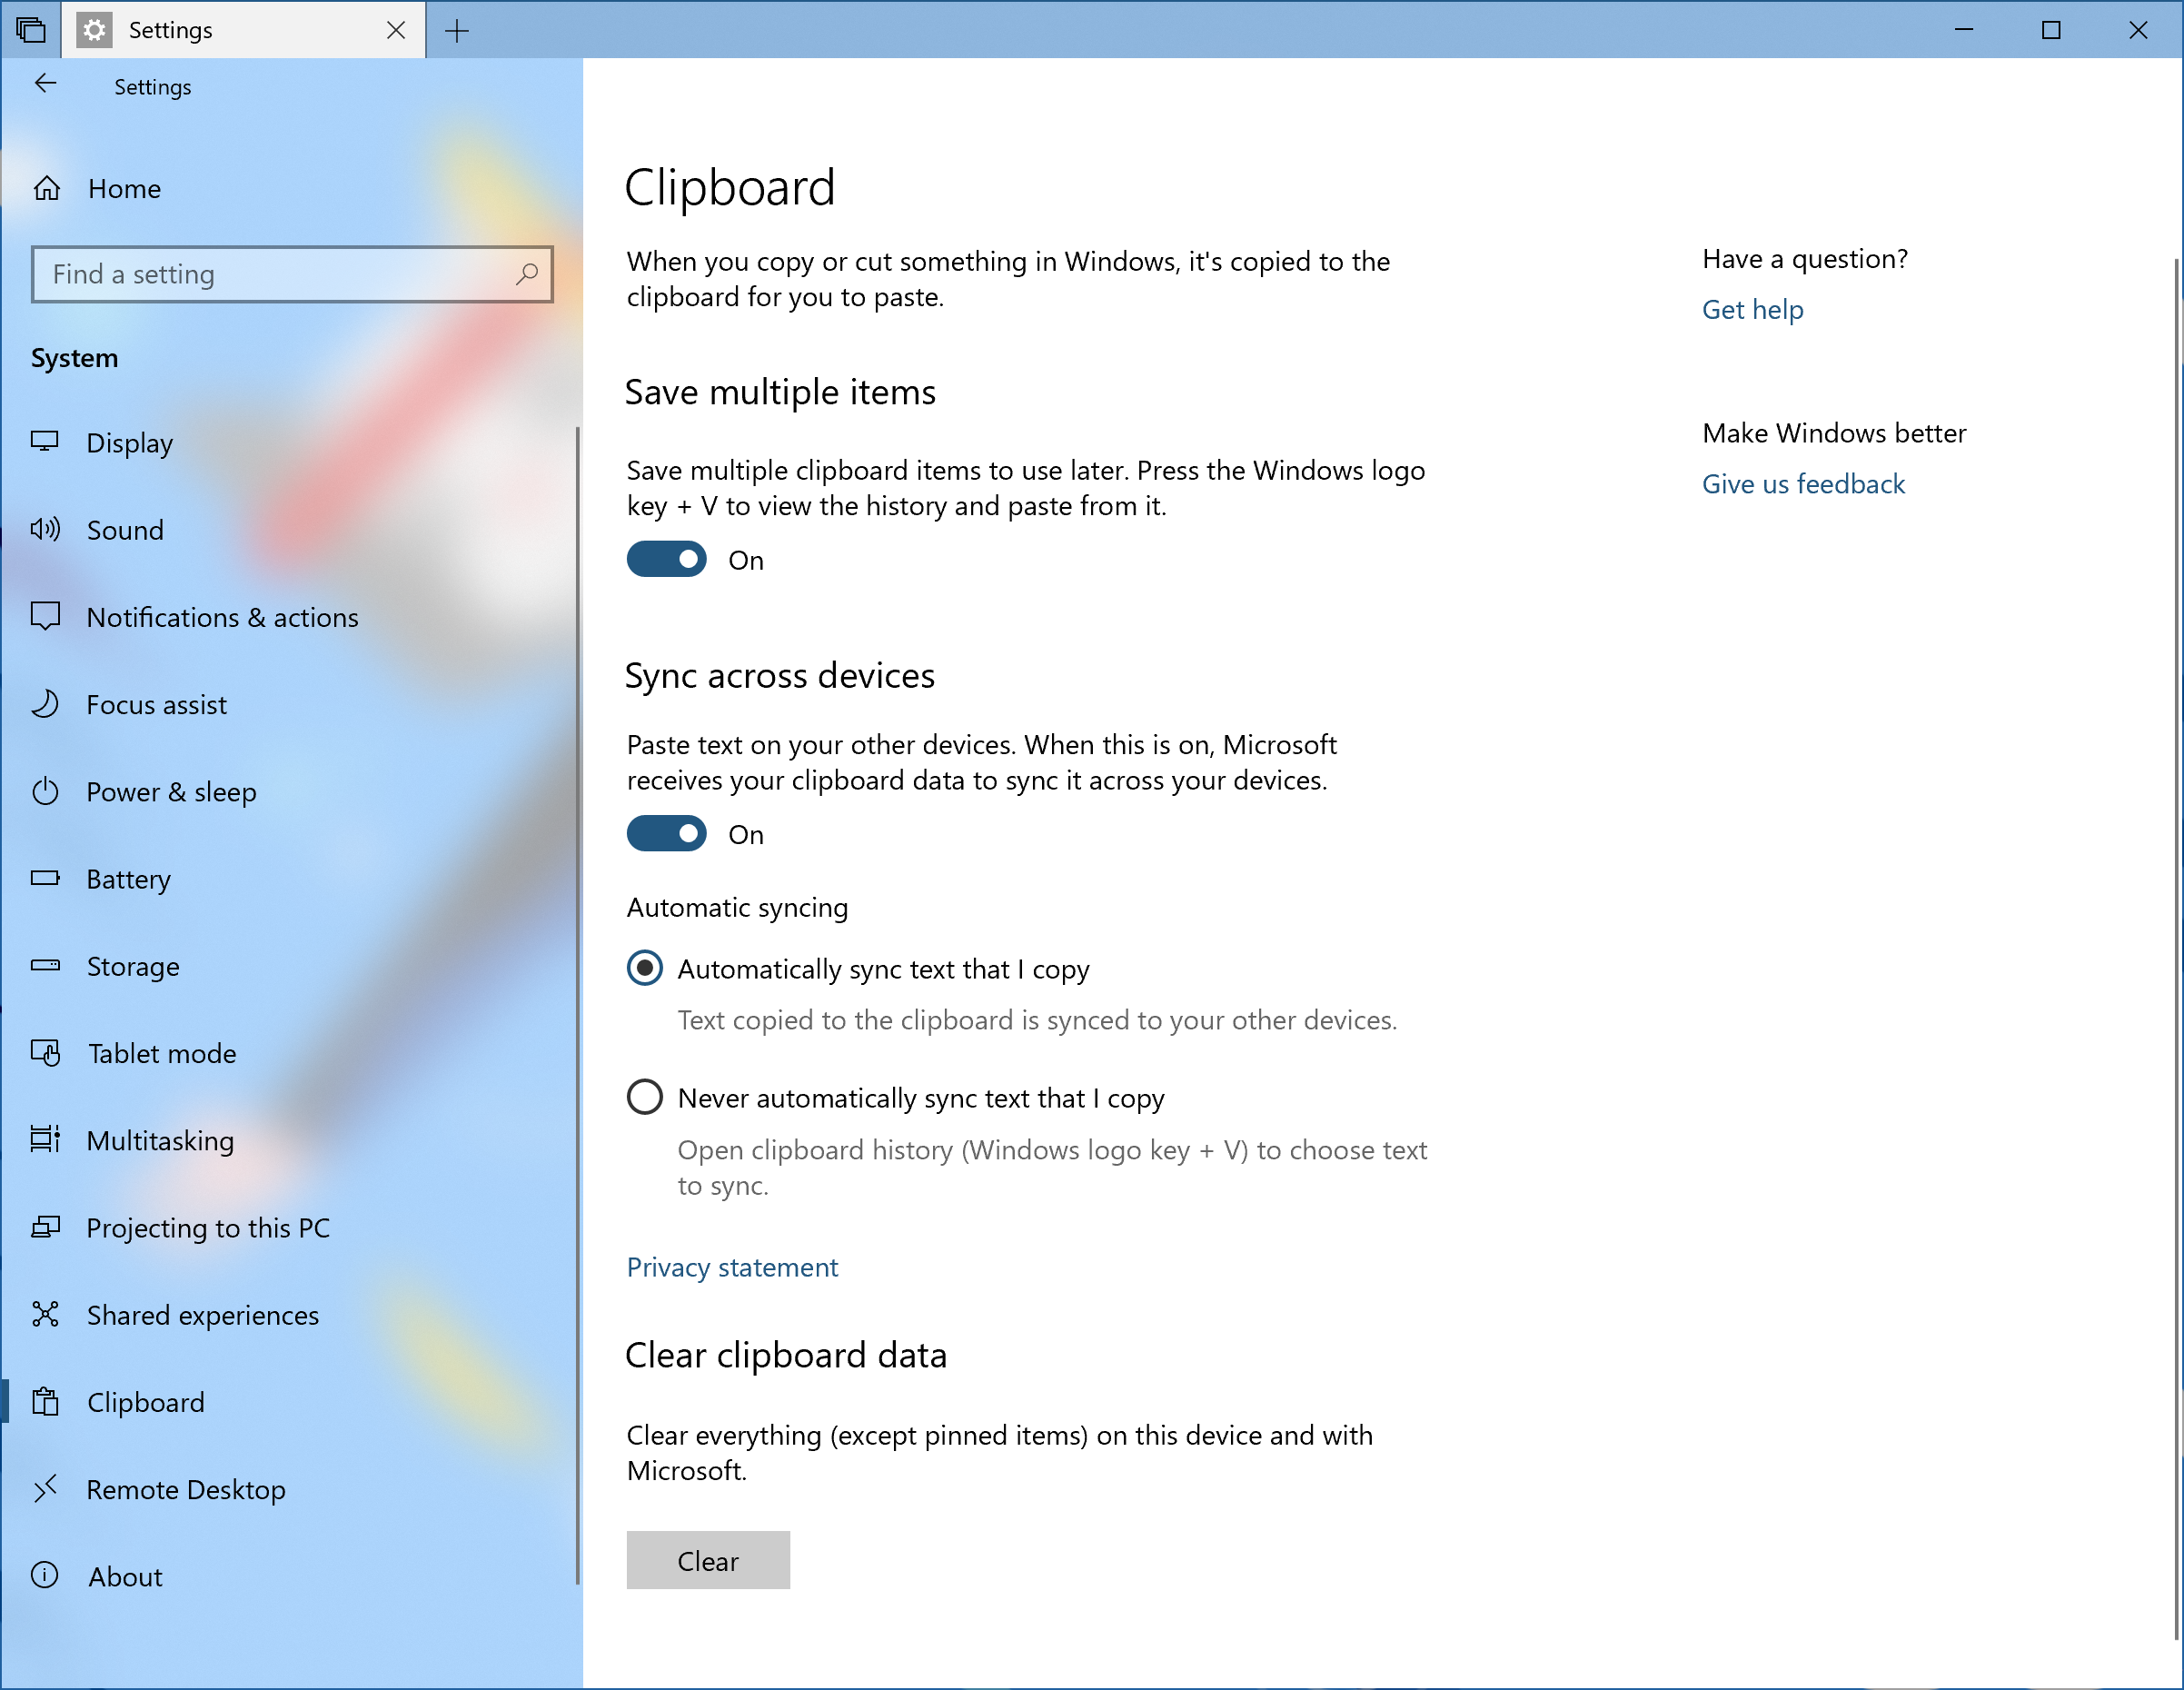 Settings
Settings
Home
Find a setting
System
Display
Sound
Notifications & actions
Focus assist
Power & sleep
Battery
Storage
Tablet mode
Multitasking
Projecting to this PC
Shared experiences
Clipboard
Remote Desktop
About
Clipboard
When you copy or cut something in Windows, it's copied to the
clipboard for you to paste.
Save multiple items
Save multiple clipboard items to use later. Press the Windows logo
key + V to view the history and paste from it.
On
Sync across devices
Paste text on your other devices. When this is on, Microsoft
receives your clipboard data to sync it across your devices.
On
Automatic syncing
Automatically sync text that I copy
Text copied to the clipboard is synced to your other devices.
Never automatically sync text that I copy
Open clipboard history (Windows logo key + V) to choose text
to sync.
Privacy statement
Clear clipboard data
Clear everything (except pinned items) on this device and with
Microsoft.
Clear
Have a question?
Get help
Make Windows better
Give us feedback